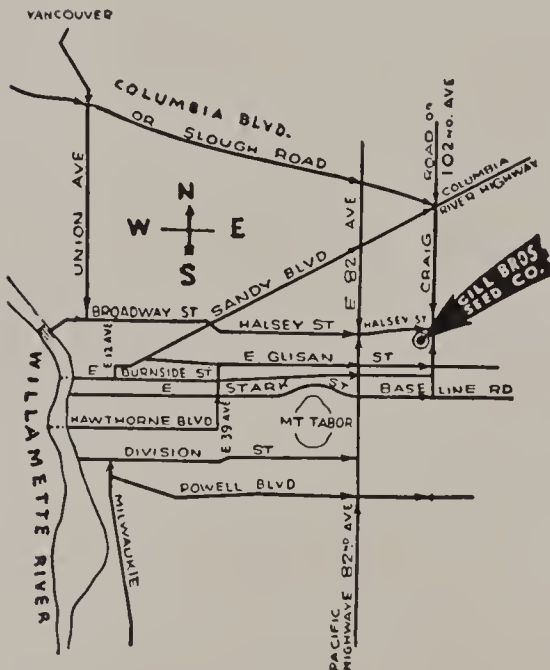 VANCOUVER
COLUMBIA BLVD.
OR SLOUGH ROAD
ROAD OR
102ND. AVE
COLUMBIA
RIVER HIGHWAY
UNION AVE
N
W E
S
E 82ND AVE
CRAIG
SANDY BLVD
GILL BROS
SEED CO.
BROADWAY ST
HALSEY ST
HALSEY ST
E 12 AVE
E GLISAN ST
E BURNSIDE ST
E STARK ST
BASE LINE RD
HAWTHORNE BLVD
E 39 AVE
MT TABOR
DIVISION ST
POWELL BLVD
WILLAMETTE RIVER
MILWAUKIE
PACIFIC
HIGHWAY E 82ND AVE